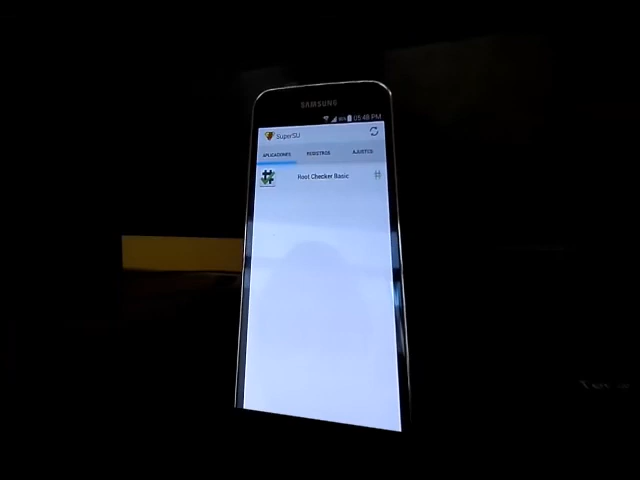 SAMSUNG
05:48 PM
SuperSU
APLICACIONES REGISTROS AJUSTES
Root Checker Basic #